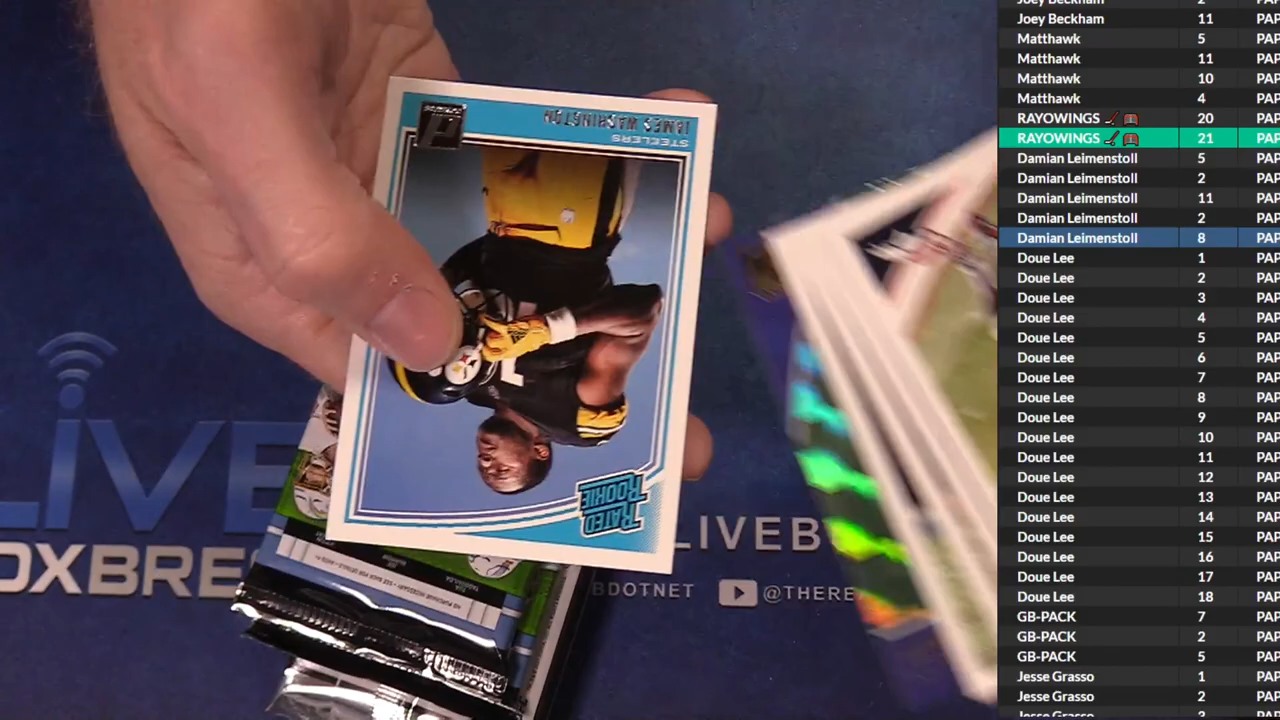 JAMES WASHINGTON
STEELERS
RATED
ROOKIE
LIVE
OXBRE
LIVEB
BDOTNET
@THERE
Joey Beckham 2
Joey Beckham 11 PAP
Matthawk 5 PAP
Matthawk 11 PAP
Matthawk 10 PAP
Matthawk 4 PAP
RAYOWINGS 20 PAP
RAYOWINGS 21 PAP
Damian Leimenstoll 5 PAP
Damian Leimenstoll 2 PAP
Damian Leimenstoll 11 PAP
Damian Leimenstoll 2 PAP
Damian Leimenstoll 8 PAP
Doue Lee 1 PAP
Doue Lee 2 PAP
Doue Lee 3 PAP
Doue Lee 4 PAP
Doue Lee 5 PAP
Doue Lee 6 PAP
Doue Lee 7 PAP
Doue Lee 8 PAP
Doue Lee 9 PAP
Doue Lee 10 PAP
Doue Lee 11 PAP
Doue Lee 12 PAP
Doue Lee 13 PAP
Doue Lee 14 PAP
Doue Lee 15 PAP
Doue Lee 16 PAP
Doue Lee 17 PAP
Doue Lee 18 PAP
GB-PACK 7 PAP
GB-PACK 2 PAP
GB-PACK 5 PAP
Jesse Grasso 1 PAP
Jesse Grasso 2 PAP
Jesse Grasso